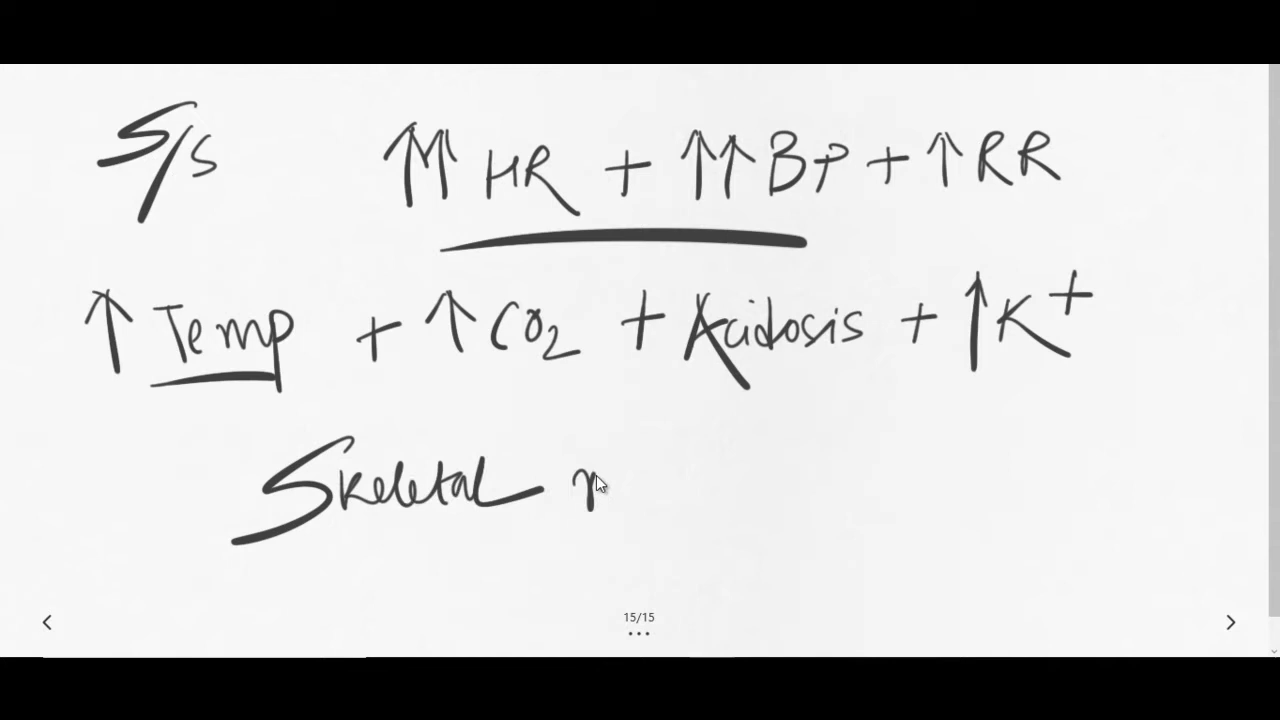 S/s ↑↑ HR + ↑↑ BP + ↑ RR
↑ Temp + ↑ CO₂ + Acidosis + ↑ K⁺
Skeletal
15/15